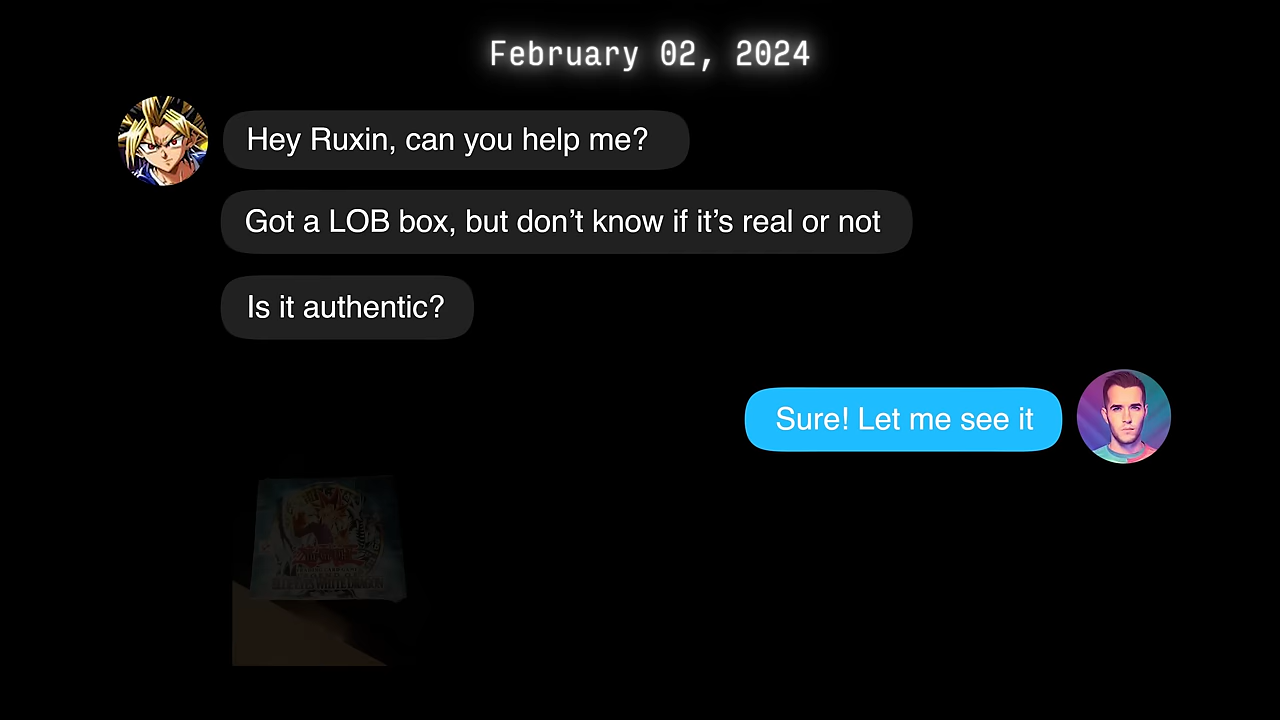 February 02, 2024
Hey Ruxin, can you help me?
Got a LOB box, but don’t know if it’s real or not
Is it authentic?
Sure! Let me see it